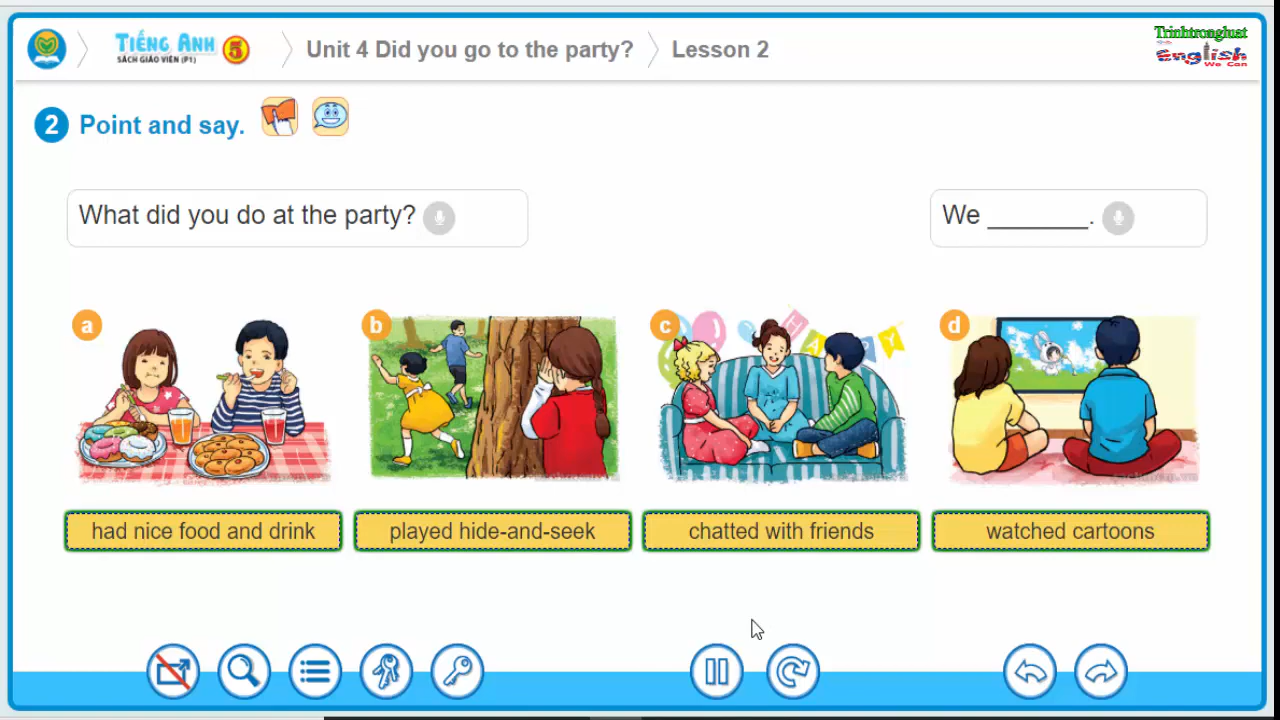 TIẾNG ANH 5
SÁCH GIÁO VIÊN (P1)
Unit 4 Did you go to the party?
Lesson 2
Trinhtrongluat
English
We Can
2 Point and say.
What did you do at the party?
We ________.
a
b
c
d
HAPPY
had nice food and drink
played hide-and-seek
chatted with friends
watched cartoons